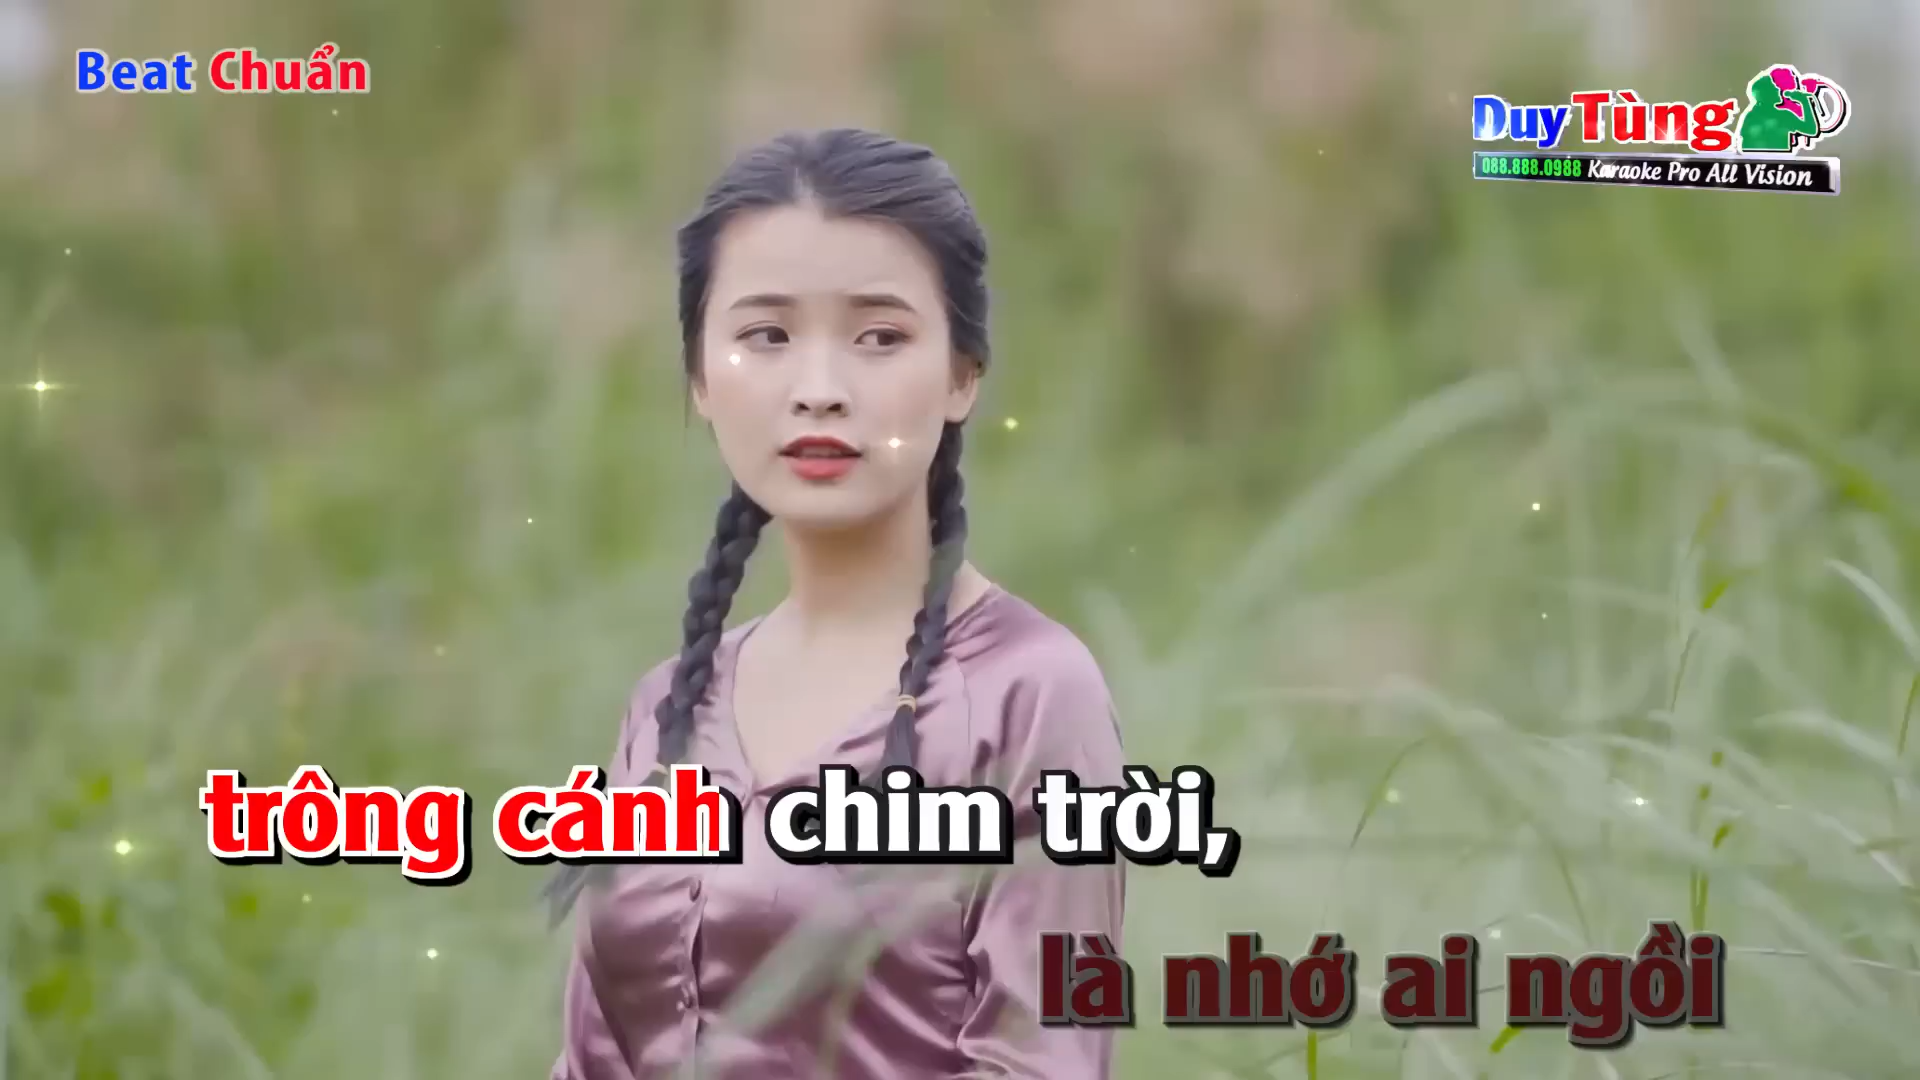 Beat Chuẩn
Duy Tùng
088.888.0988 Karaoke Pro All Vision
trông cánh chim trời,
là nhớ ai ngồi